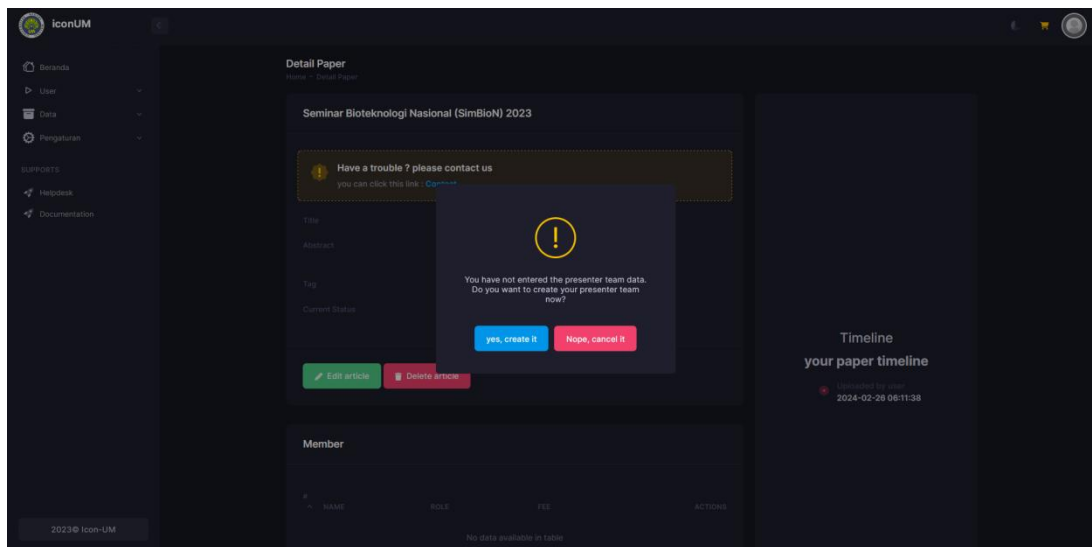 iconUM
Beranda
User
Data
Pengaturan
SUPPORTS
Helpdesk
Documentation
2023© Icon-UM
Detail Paper
Home - Detail Paper
Seminar Bioteknologi Nasional (SimBioN) 2023
Have a trouble ? please contact us
you can click this link : Contact
Title
Abstract
Tag
Current Status
You have not entered the presenter team data.
Do you want to create your presenter team
now?
yes, create it
Nope, cancel it
Edit article
Delete article
Timeline
your paper timeline
Uploaded by user
2024-02-26 06:11:38
Member
#
NAME ROLE FEE ACTIONS
No data available in table